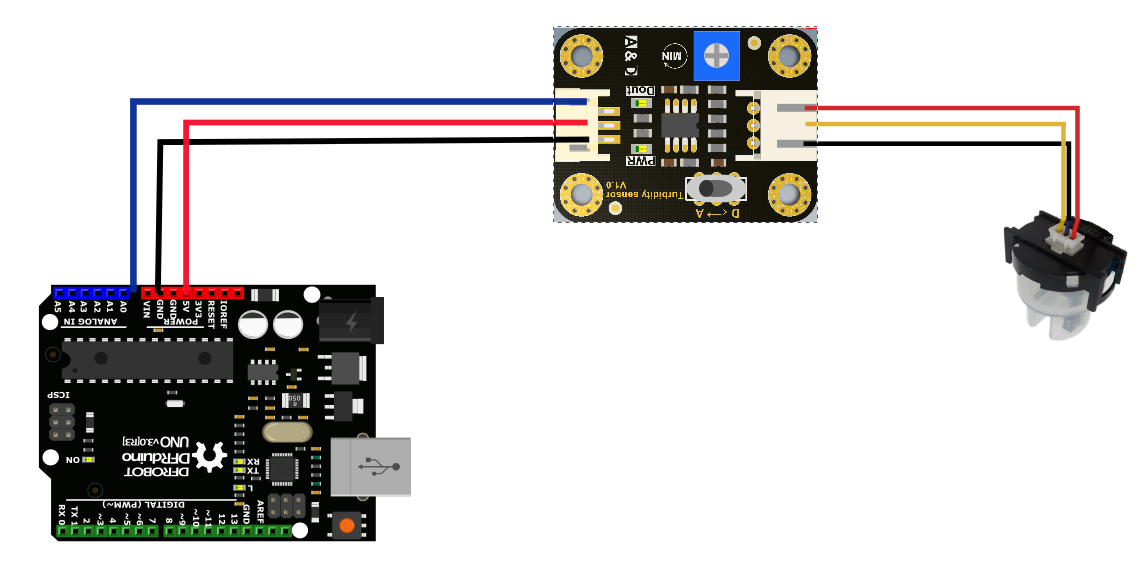 A & D
MIN
Dout
PWR
Turbidity sensor
V1.0
D <—> A
A5
A4
A3
A2
A1
A0
ANALOG IN
VIN
GND
GND
5V
3V3
RESET
IOREF
POWER
ICSP
050
8
ON
DFROBOT
DFRduino
UNO v3.0[R3]
RX
TX
L
DIGITAL (PWM~)
RX 0
TX 1
2
~3
4
~5
~6
7
8
~9
~10
~11
12
13
GND
AREF